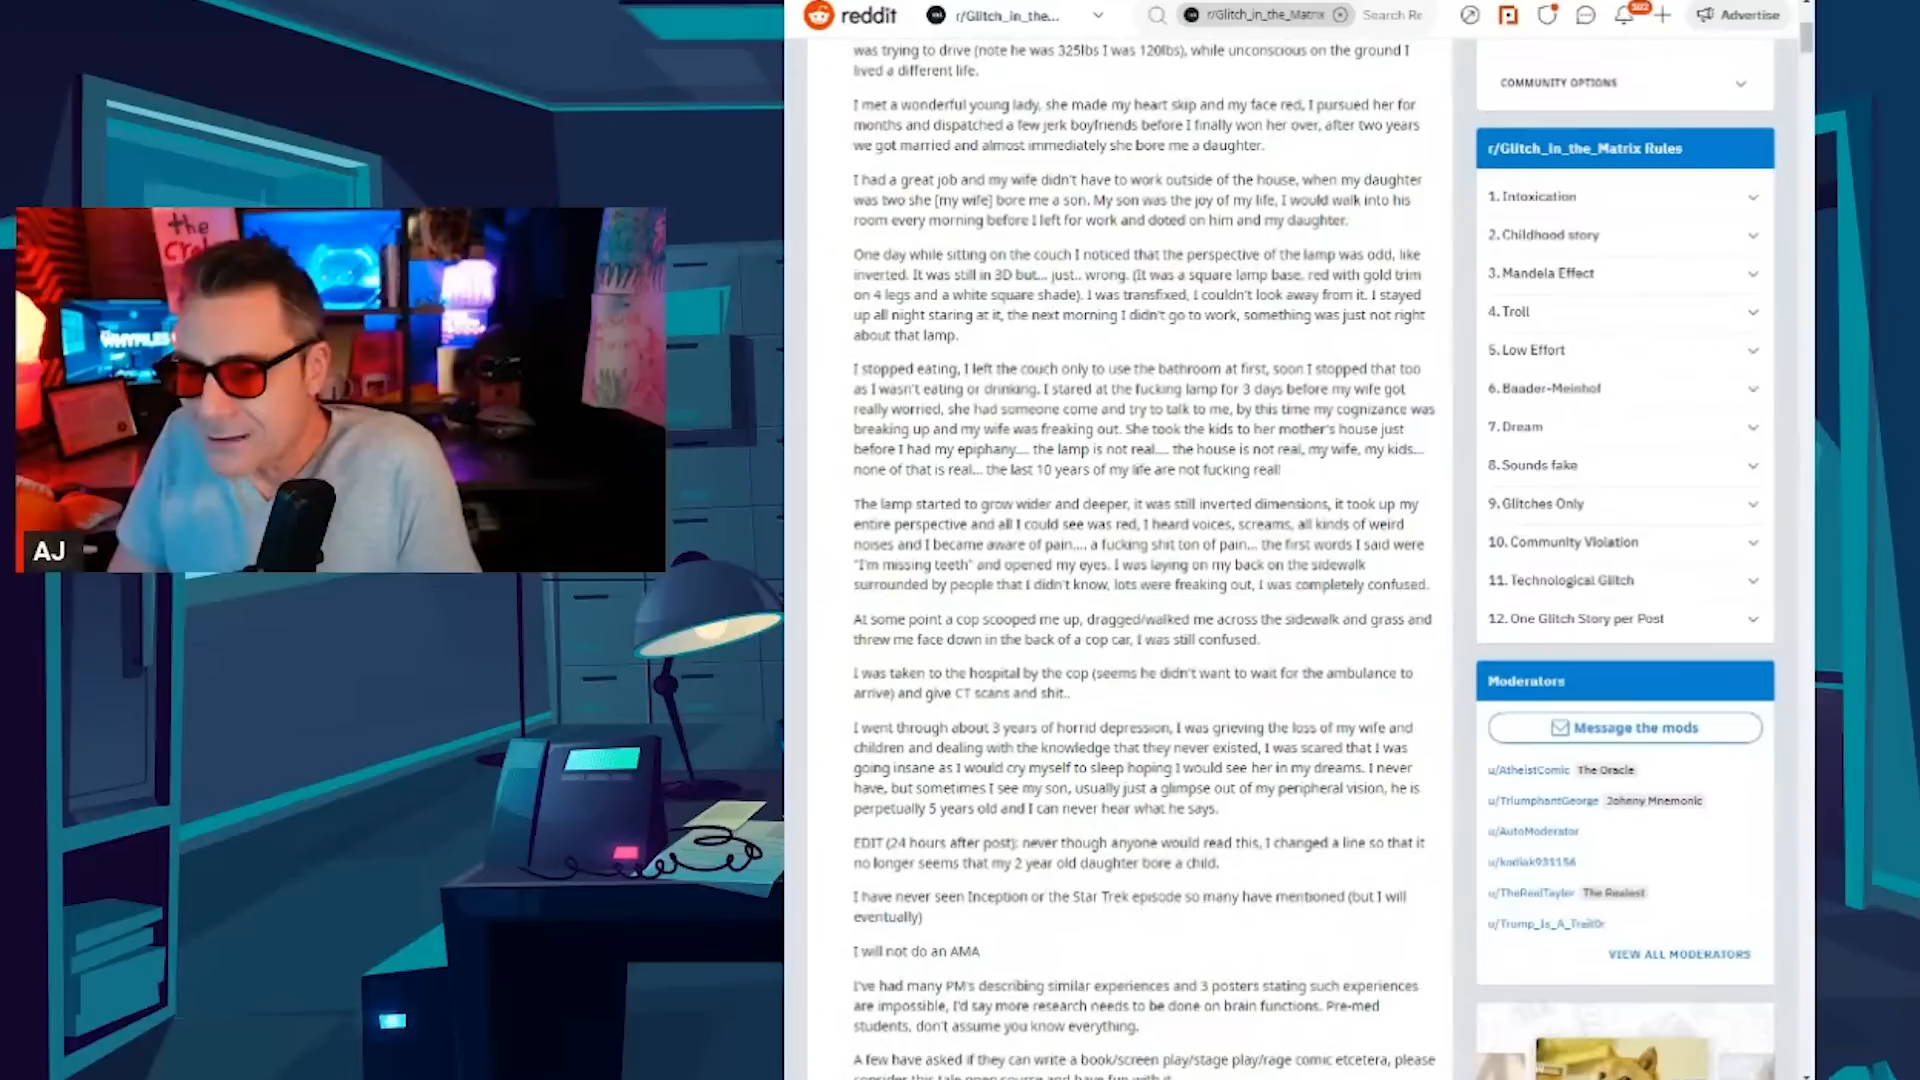 reddit
r/Glitch_in_the...
r/Glitch_in_the_Matrix
Search Re
Advertise
was trying to drive (note he was 325lbs I was 120lbs), while unconscious on the ground I
lived a different life.
I met a wonderful young lady, she made my heart skip and my face red, I pursued her for
months and dispatched a few jerk boyfriends before I finally won her over, after two years
we got married and almost immediately she bore me a daughter.
I had a great job and my wife didn't have to work outside of the house, when my daughter
was two she [my wife] bore me a son. My son was the joy of my life, I would walk into his
room every morning before I left for work and doted on him and my daughter.
One day while sitting on the couch I noticed that the perspective of the lamp was odd, like
inverted. It was still in 3D but... just.. wrong. (It was a square lamp base, red with gold trim
on 4 legs and a white square shade). I was transfixed, I couldn't look away from it. I stayed
up all night staring at it, the next morning I didn't go to work, something was just not right
about that lamp.
I stopped eating, I left the couch only to use the bathroom at first, soon I stopped that too
as I wasn't eating or drinking. I stared at the fucking lamp for 3 days before my wife got
really worried, she had someone come and try to talk to me, by this time my cognizance was
breaking up and my wife was freaking out. She took the kids to her mother's house just
before I had my epiphany.... the lamp is not real.... the house is not real, my wife, my kids...
none of that is real... the last 10 years of my life are not fucking real!
The lamp started to grow wider and deeper, it was still inverted dimensions, it took up my
entire perspective and all I could see was red, I heard voices, screams, all kinds of weird
noises and I became aware of pain.... a fucking shit ton of pain... the first words I said were
"I'm missing teeth" and opened my eyes. I was laying on my back on the sidewalk
surrounded by people that I didn't know, lots were freaking out, I was completely confused.
At some point a cop scooped me up, dragged/walked me across the sidewalk and grass and
threw me face down in the back of a cop car, I was still confused.
I was taken to the hospital by the cop (seems he didn't want to wait for the ambulance to
arrive) and give CT scans and shit..
I went through about 3 years of horrid depression, I was grieving the loss of my wife and
children and dealing with the knowledge that they never existed, I was scared that I was
going insane as I would cry myself to sleep hoping I would see her in my dreams. I never
have, but sometimes I see my son, usually just a glimpse out of my peripheral vision, he is
perpetually 5 years old and I can never hear what he says.
EDIT (24 hours after post): never though anyone would read this, I changed a line so that it
no longer seems that my 2 year old daughter bore a child.
I have never seen Inception or the Star Trek episode so many have mentioned (but I will
eventually)
I will not do an AMA
I've had many PM's describing similar experiences and 3 posters stating such experiences
are impossible, I'd say more research needs to be done on brain functions. Pre-med
students, don't assume you know everything.
A few have asked if they can write a book/screen play/stage play/rage comic etcetera, please
consider this tale open source and have fun with it
COMMUNITY OPTIONS
r/Glitch_in_the_Matrix Rules
1. Intoxication
2. Childhood story
3. Mandela Effect
4. Troll
5. Low Effort
6. Baader-Meinhof
7. Dream
8. Sounds fake
9. Glitches Only
10. Community Violation
11. Technological Glitch
12. One Glitch Story per Post
Moderators
Message the mods
u/AtheistComic The Oracle
u/TriumphantGeorge Johnny Mnemonic
u/AutoModerator
u/kodiak931156
u/TheRealTayler The Realest
u/Trump_Is_A_Trait0r
VIEW ALL MODERATORS
the
WHYFILES
AJ